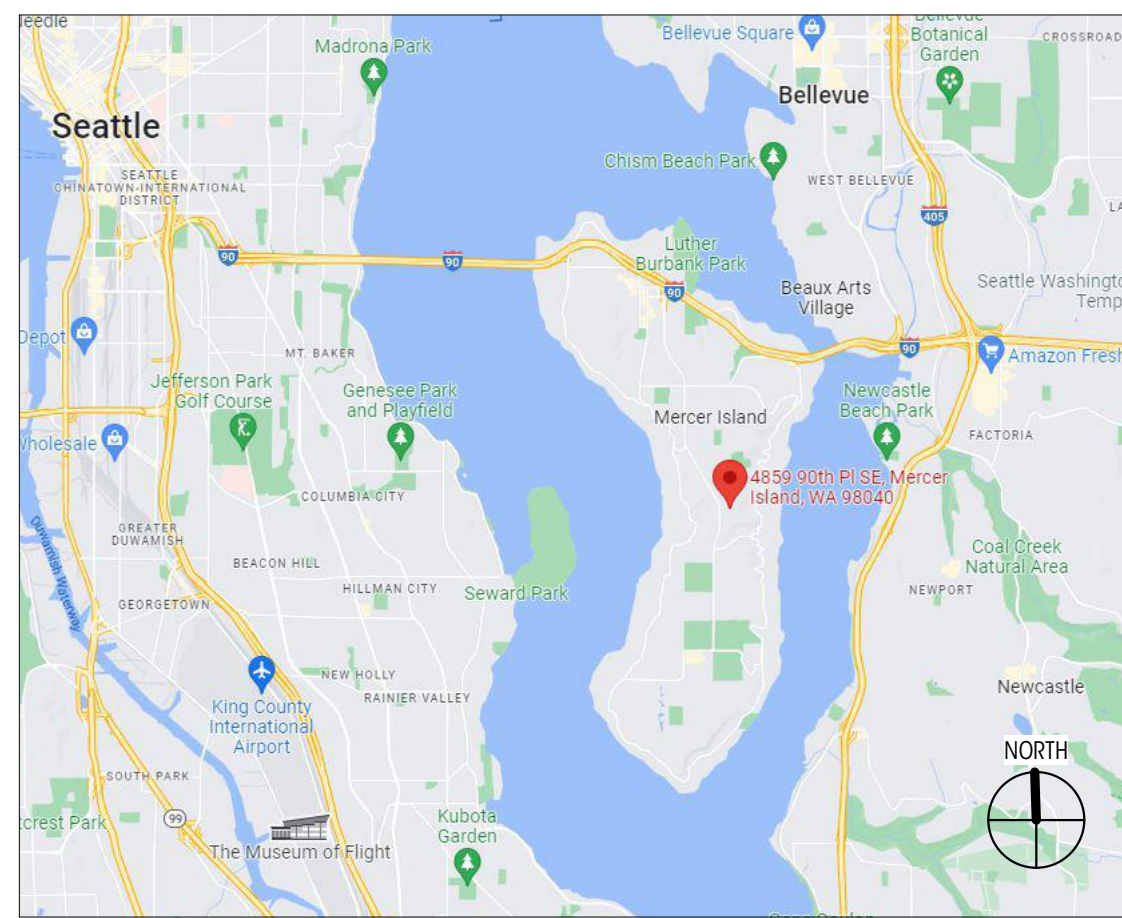 Madrona Park
Bellevue Square
Botanical
Garden
CROSSROAD
Bellevue
Seattle
Chism Beach Park
SEATTLE
CHINATOWN-INTERNATIONAL
DISTRICT
WEST BELLEVUE
405
Luther
Burbank Park
90
90
90
Beaux Arts
Village
Seattle Washingto
Temp
Depot
90
Amazon Fresh
MT. BAKER
Jefferson Park
Golf Course
Genesee Park
and Playfield
Newcastle
Beach Park
Mercer Island
Wholesale
FACTORIA
4859 90th Pl SE, Mercer
Island, WA 98040
COLUMBIA CITY
GREATER
DUWAMISH
Duwamish Waterway
BEACON HILL
Coal Creek
Natural Area
HILLMAN CITY
Seward Park
NEWPORT
GEORGETOWN
NEW HOLLY
RAINIER VALLEY
Newcastle
King County
International
Airport
NORTH
SOUTH PARK
99
tcrest Park
Kubota
Garden
The Museum of Flight